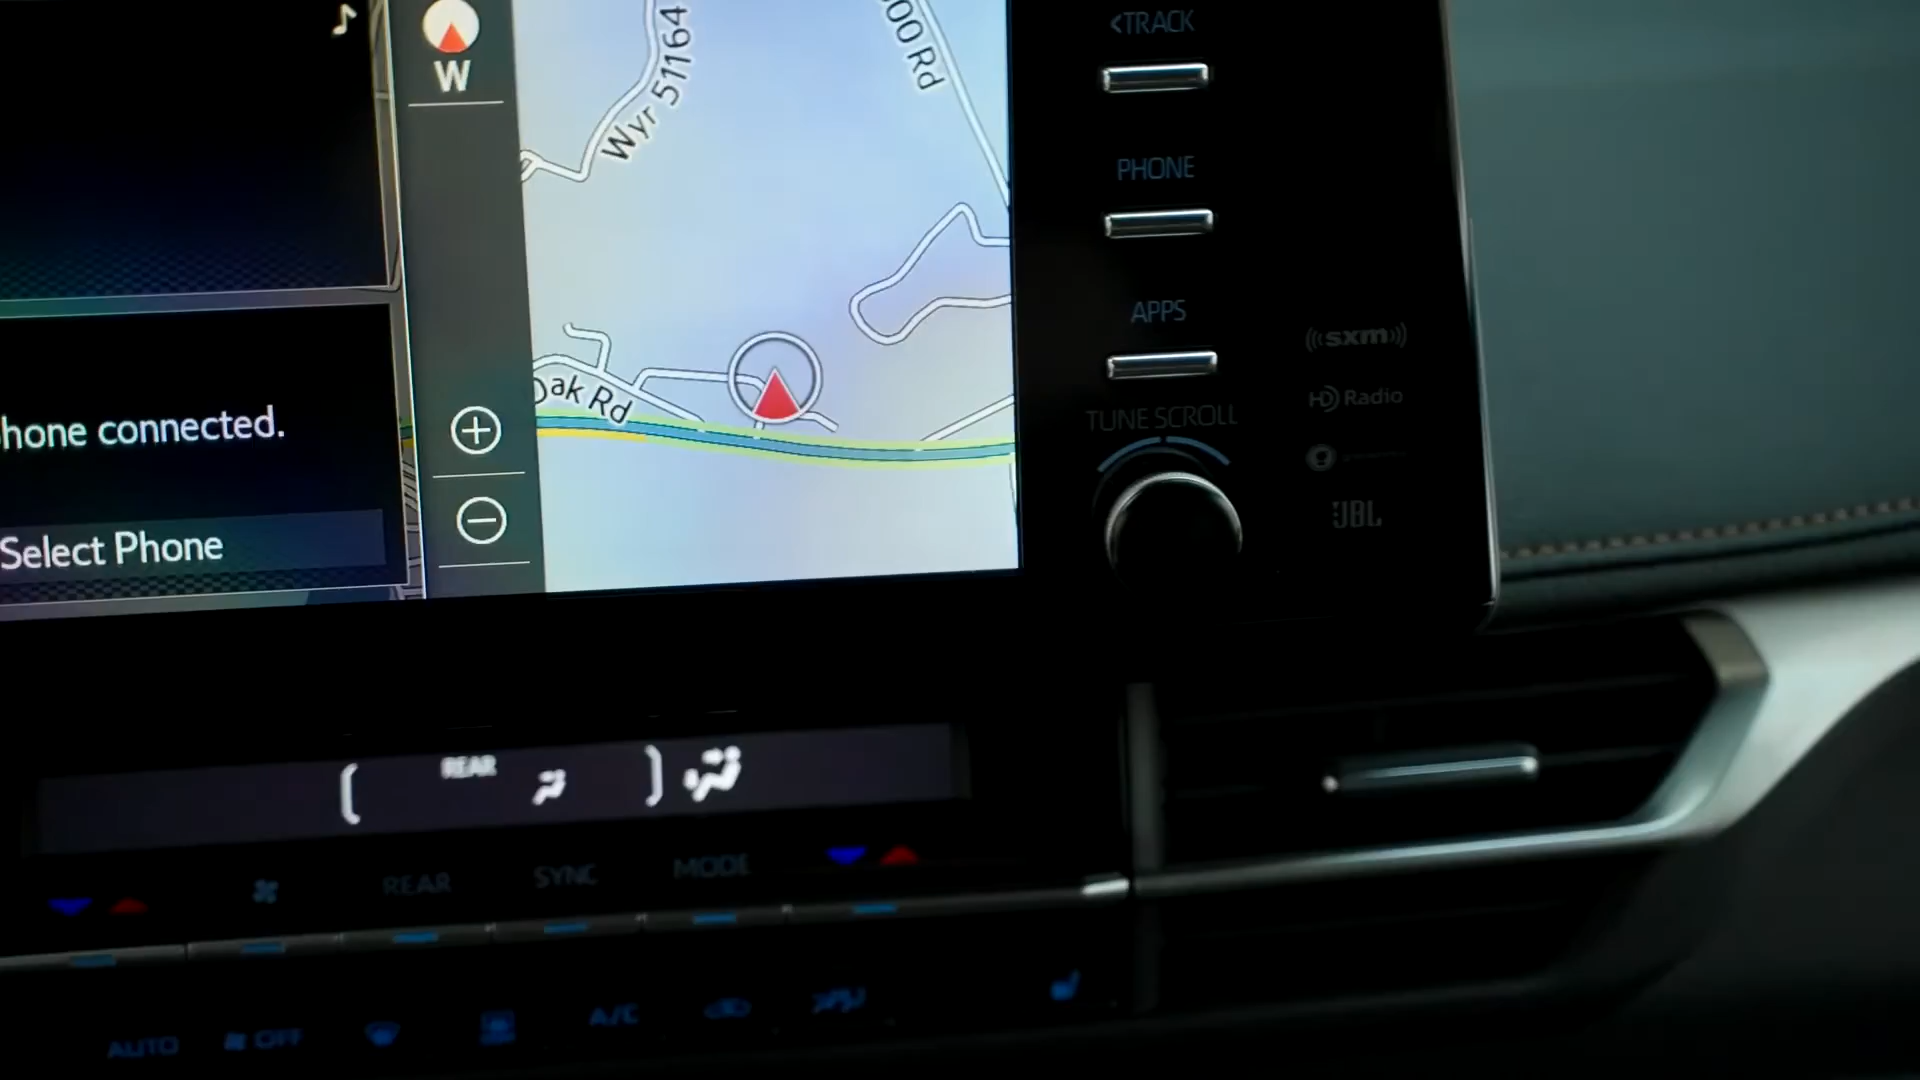 <TRACK
W
Wyr 51164
00 Rd
PHONE
APPS
sxm
HD Radio
Oak Rd
TUNE SCROLL
hone connected.
JBL
Select Phone
REAR
REAR
SYNC
MODE
AUTO
OFF
A/C